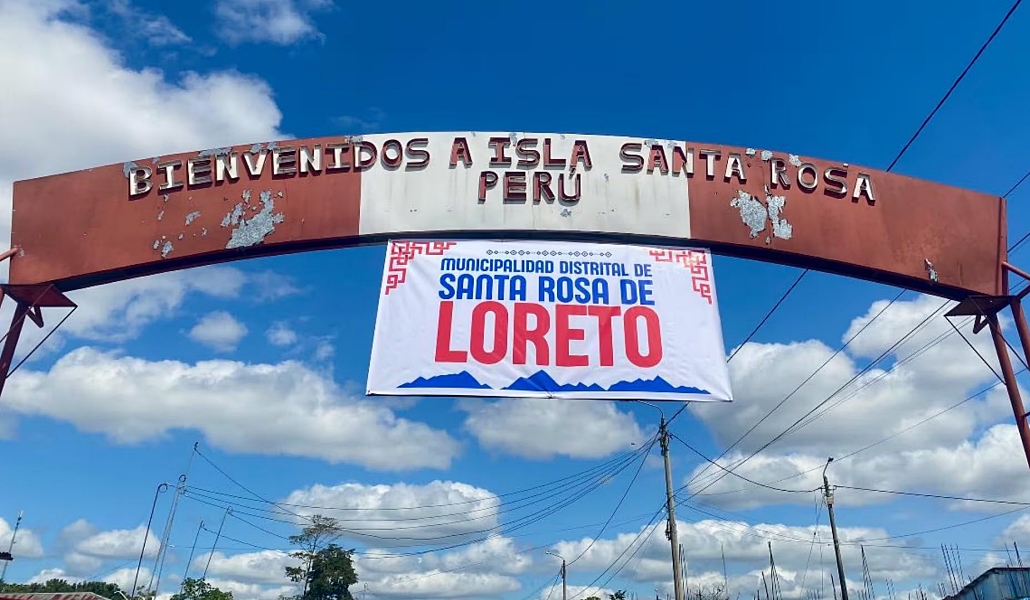 BIENVENIDOS A ISLA SANTA ROSA
PERÚ
MUNICIPALIDAD DISTRITAL DE
SANTA ROSA DE
LORETO